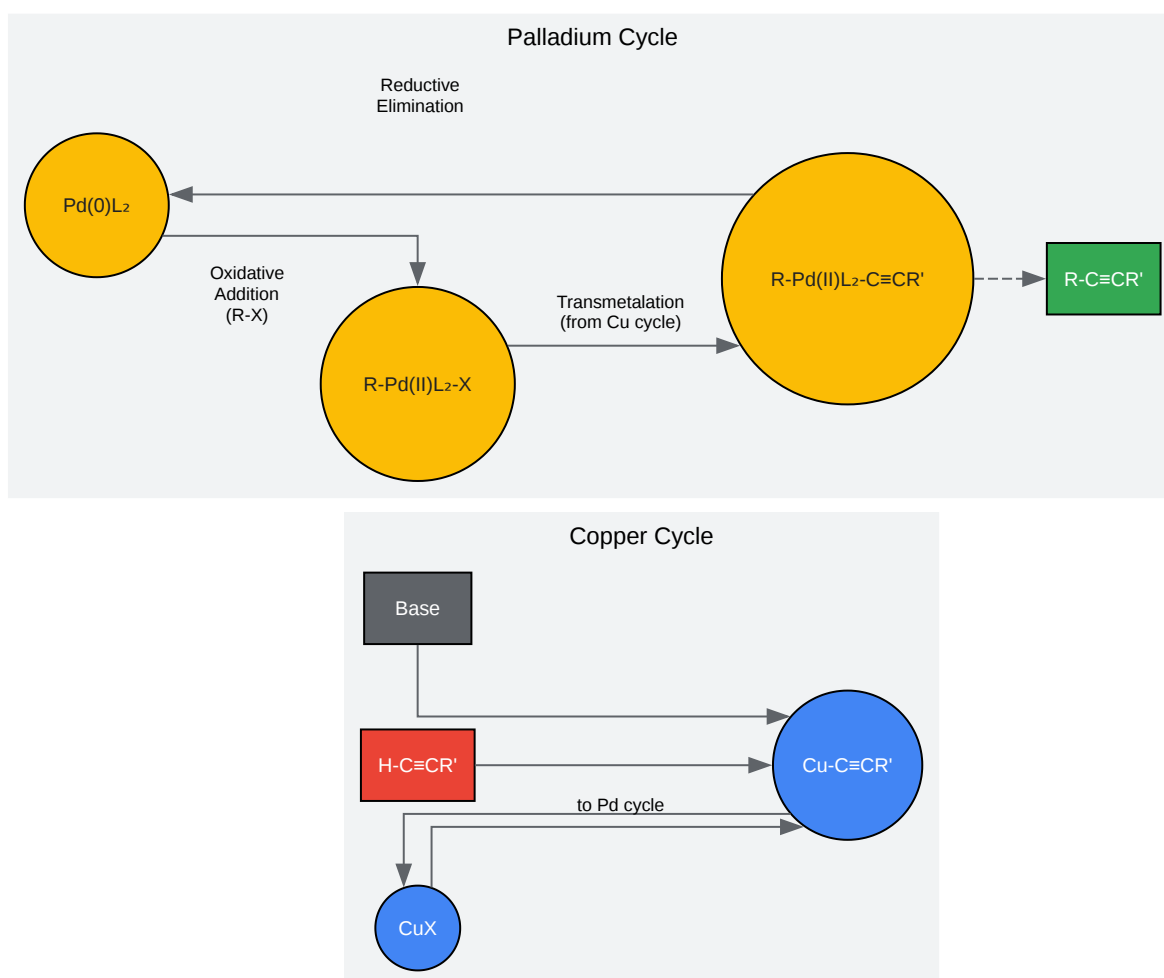 Palladium Cycle
Reductive
Elimination
Pd(0)L₂
Oxidative
Addition
(R-X)
R-Pd(II)L₂-X
Transmetalation
(from Cu cycle)
R-Pd(II)L₂-C≡CR'
R-C≡CR'
Copper Cycle
Base
H-C≡CR'
Cu-C≡CR'
to Pd cycle
CuX